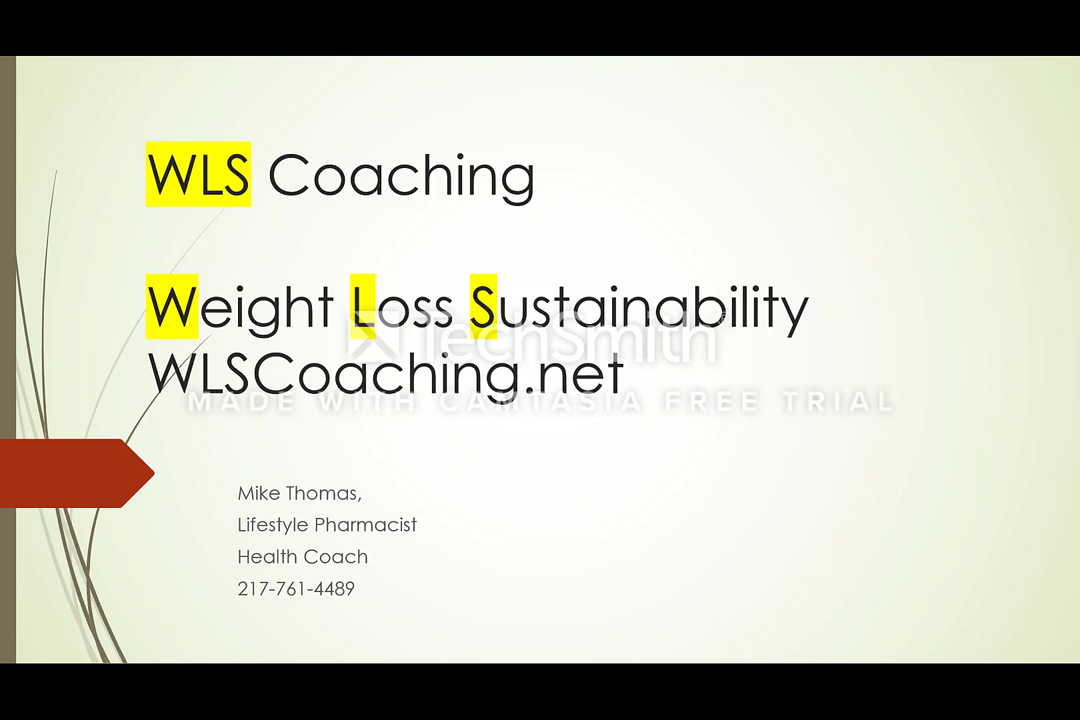 WLS Coaching
Weight Loss Sustainability
TechSmith®
WLSCoaching.net
MADE WITH CAMTASIA FREE TRIAL
Mike Thomas,
Lifestyle Pharmacist
Health Coach
217-761-4489